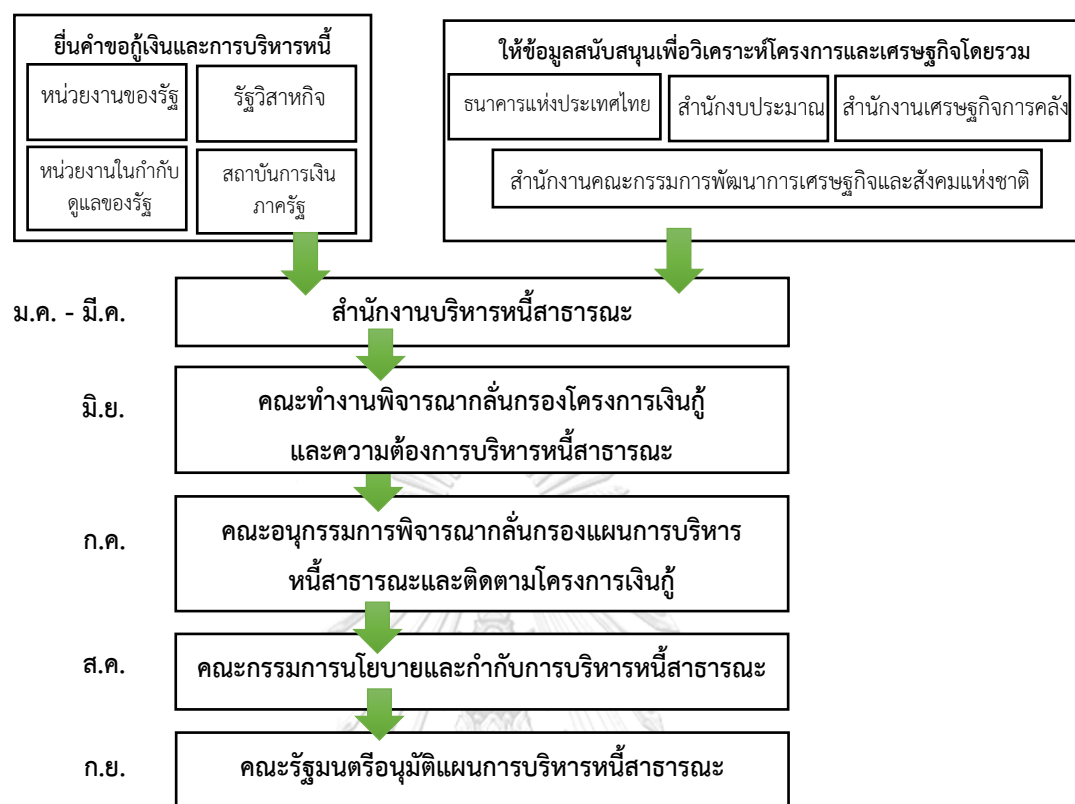 ยื่นคำขอกู้เงินและการบริหารหนี้
หน่วยงานของรัฐ
รัฐวิสาหกิจ
หน่วยงานในกำกับ
ดูแลของรัฐ
สถาบันการเงิน
ภาครัฐ
ให้ข้อมูลสนับสนุนเพื่อวิเคราะห์โครงการและเศรษฐกิจโดยรวม
ธนาคารแห่งประเทศไทย
สำนักงบประมาณ
สำนักงานเศรษฐกิจการคลัง
สำนักงานคณะกรรมการพัฒนาการเศรษฐกิจและสังคมแห่งชาติ
ม.ค. - มี.ค.
สำนักงานบริหารหนี้สาธารณะ
มิ.ย.
คณะทำงานพิจารณากลั่นกรองโครงการเงินกู้
และความต้องการบริหารหนี้สาธารณะ
ก.ค.
คณะอนุกรรมการพิจารณากลั่นกรองแผนการบริหาร
หนี้สาธารณะและติดตามโครงการเงินกู้
ส.ค.
คณะกรรมการนโยบายและกำกับการบริหารหนี้สาธารณะ
ก.ย.
คณะรัฐมนตรีอนุมัติแผนการบริหารหนี้สาธารณะ